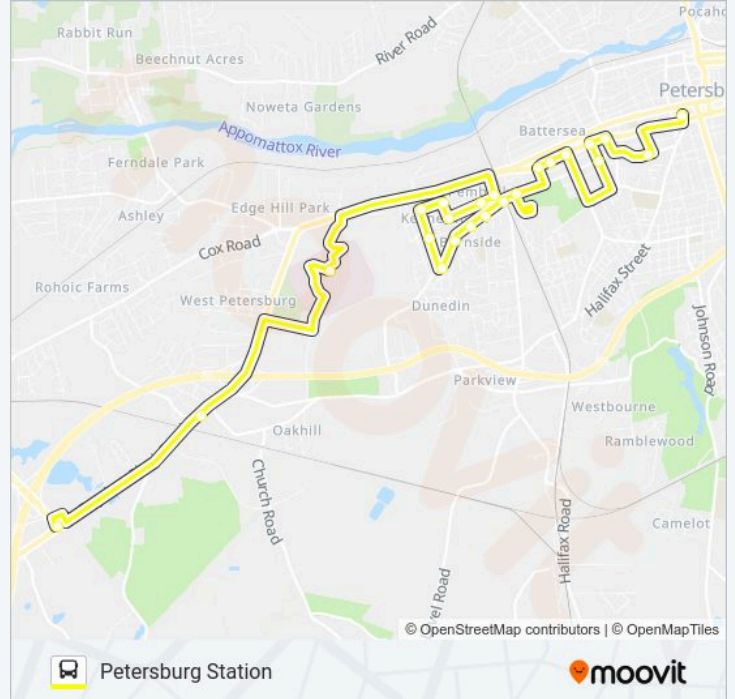 Pocaho
Rabbit Run
River Road
Beechnut Acres
Noweta Gardens
Petersb
Appomattox River
Battersea
Ferndale Park
Edge Hill Park
Ashley
Cox Road
Burnside
Rohoic Farms
West Petersburg
Dunedin
Halifax Street
Johnson Road
Parkview
Westbourne
Oakhill
Ramblewood
Church Road
Halifax Road
Camelot
vel Road
© OpenStreetMap contributors | © OpenMapTiles
Petersburg Station
moovit